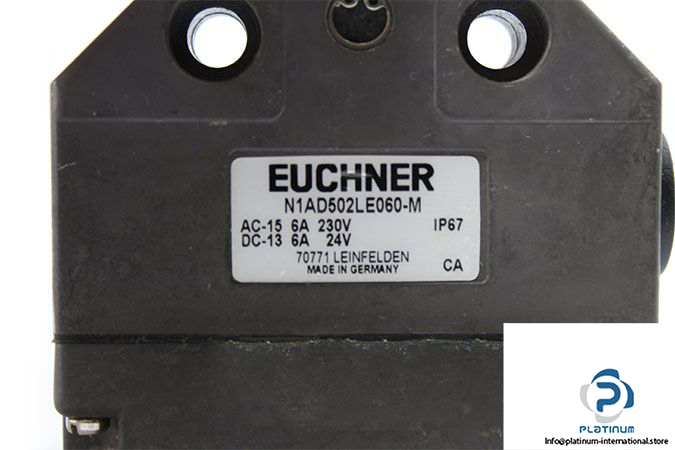 EUCHNER
N1AD502LE060-M
AC-15 6A 230V IP67
DC-13 6A 24V
70771 LEINFELDEN
MADE IN GERMANY
CA
PLATINUM
Info@platinum-international.store